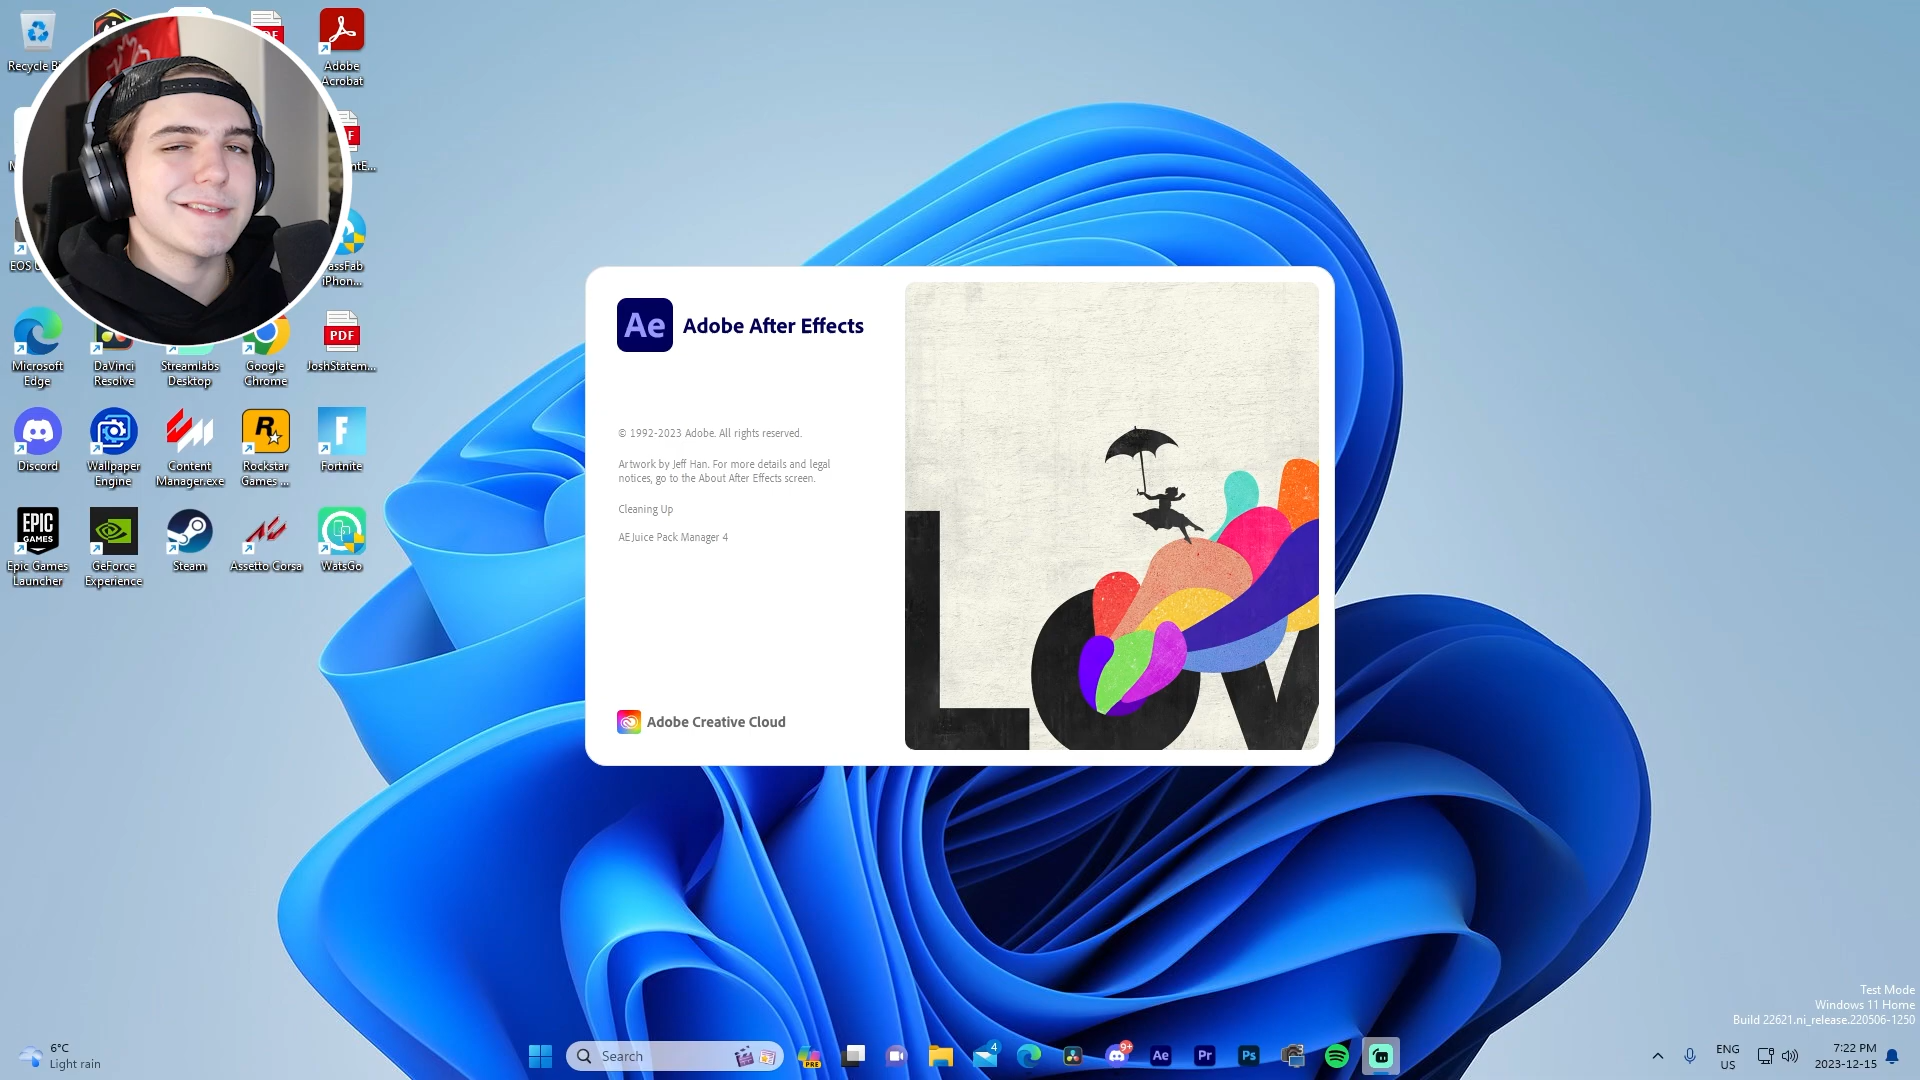 Recycle Bi
Adobe
Acrobat
Adobe After Effects
Ae
© 1992-2023 Adobe. All rights reserved.
Artwork by Jeff Han. For more details and legal
notices, go to the About After Effects screen.
Cleaning Up
AEJuice Pack Manager 4
Adobe Creative Cloud
LOV
iPhon...
PDF
Microsoft
Edge
DaVinci
Resolve
Streamlabs
Desktop
Google
Chrome
JoshStatem...
Discord
Wallpaper
Engine
Content
Manager.exe
R
Rockstar
Games ...
F
Fortnite
EPIC
GAMES
Epic Games
Launcher
GeForce
Experience
Steam
Assetto Corsa
WatsGo
Test Mode
Windows 11 Home
Build 22621.ni_release.220506-1250
6°C
Light rain
Search
PRE
4
9+
Ae
Pr
Ps
ENG
US
7:22 PM
2023-12-15